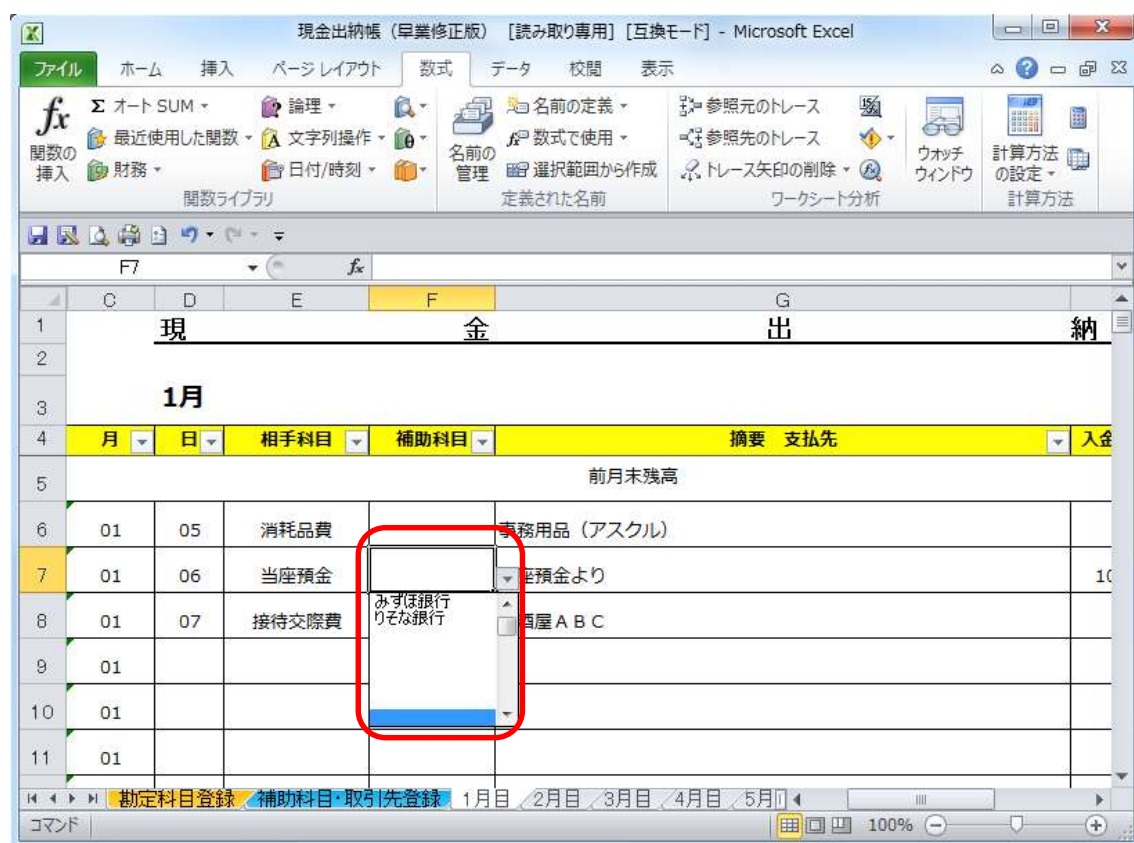 現金出納帳（早業修正版） [読み取り専用] [互換モード] - Microsoft Excel
ファイル ホーム 挿入 ページ レイアウト 数式 データ 校閲 表示
fx 関数の挿入
Σ オート SUM
最近使用した関数
財務
論理
文字列操作
日付/時刻
関数ライブラリ
名前の管理
名前の定義
数式で使用
選択範囲から作成
定義された名前
参照元のトレース
参照先のトレース
トレース矢印の削除
ウォッチウィンドウ
ワークシート分析
計算方法の設定
計算方法
F7 fx
C D E F G
1 現 金 出 納
2
3 1月
4 月 日 相手科目 補助科目 摘要 支払先 入金
5 前月末残高
6 01 05 消耗品費 事務用品（アスクル）
7 01 06 当座預金 座預金より 10
みずほ銀行
8 01 07 接待交際費 りそな銀行 酒屋ＡＢＣ
9 01
10 01
11 01
勘定科目登録 補助科目・取引先登録 1月目 2月目 3月目 4月目 5月
コマンド 100%